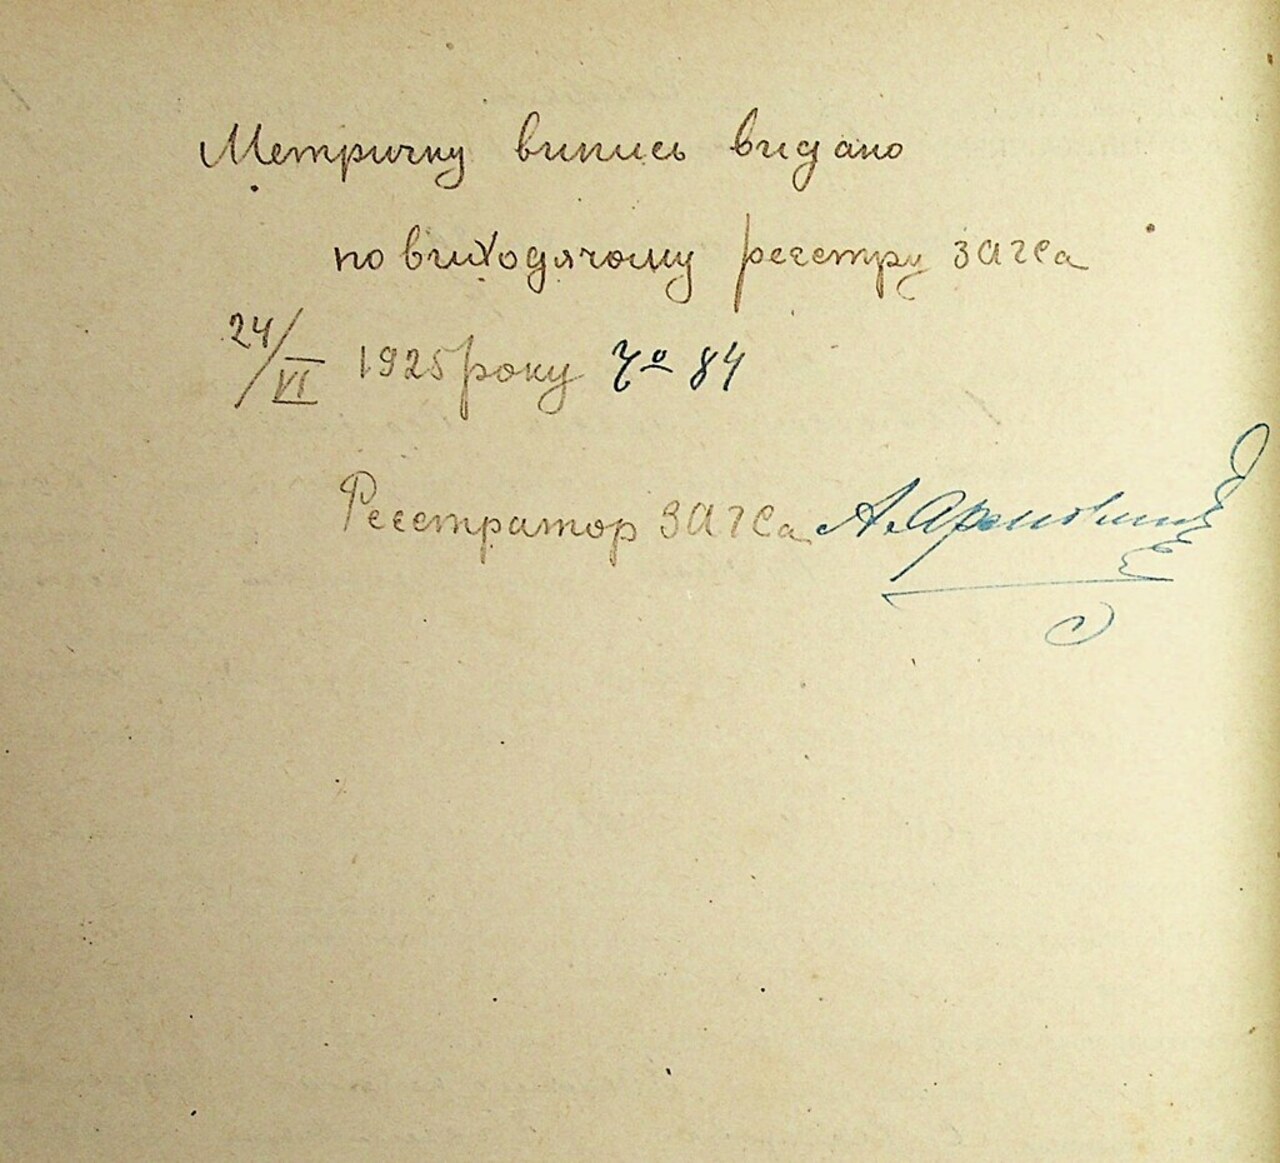 Метричну випись видано
по виходячому реєстру загса
24/VI 1925 року № 84
Реєстратор загса А.